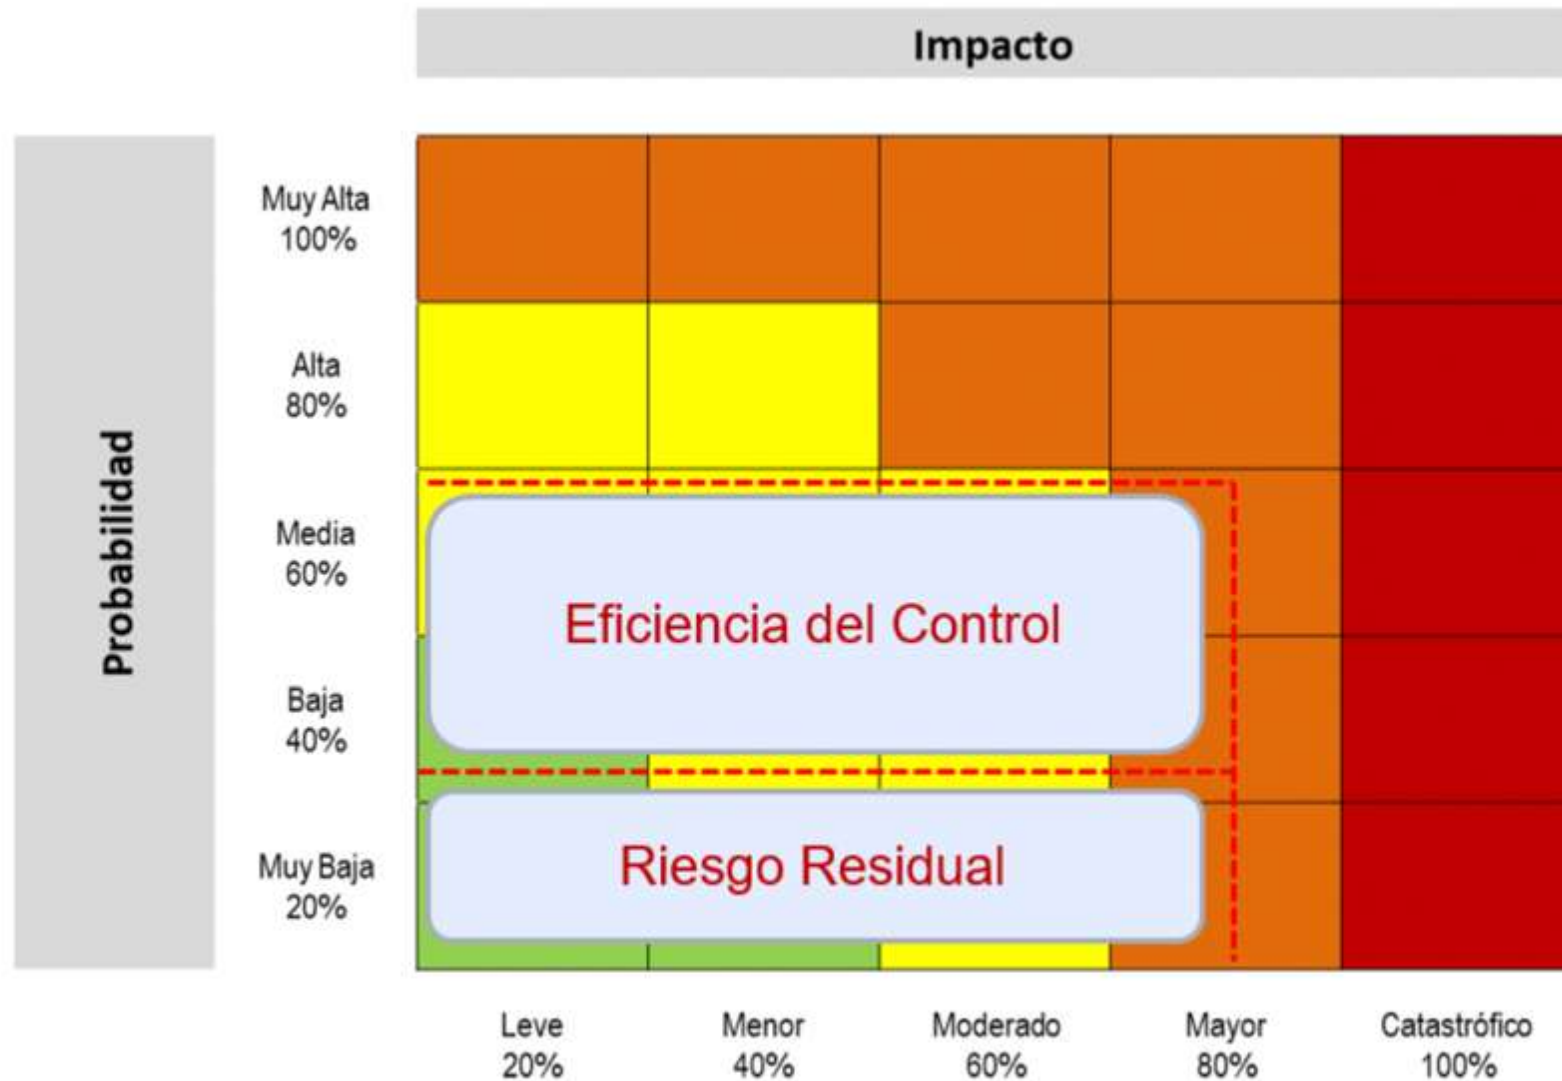 Impacto
Probabilidad
Muy Alta
100%
Alta
80%
Media
60%
Baja
40%
Muy Baja
20%
Eficiencia del Control
Riesgo Residual
Leve
20%
Menor
40%
Moderado
60%
Mayor
80%
Catastrófico
100%